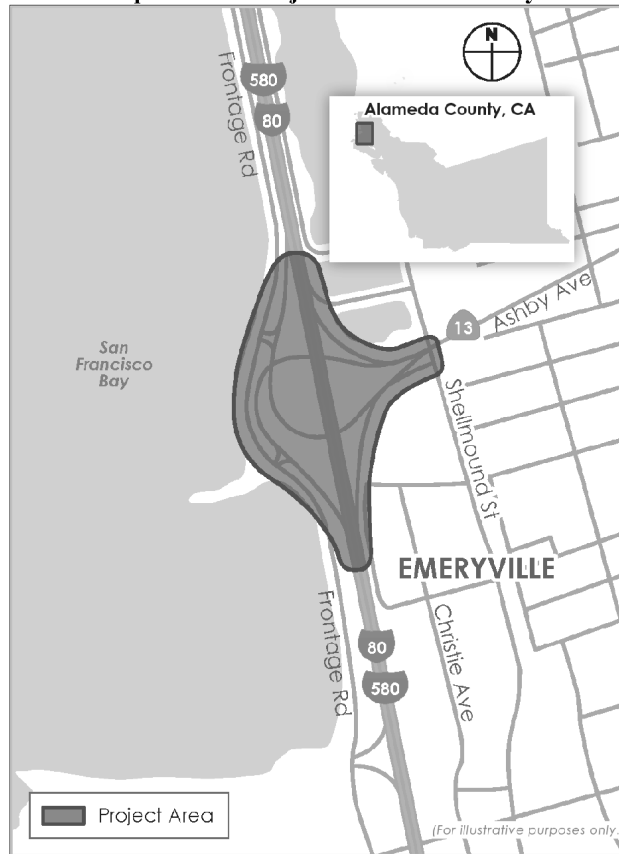 N
580
80
Frontage Rd
Alameda County, CA
13
Ashby Ave
San
Francisco
Bay
Shellmound St
EMERYVILLE
Frontage Rd
80
580
Christie Ave
Project Area
(For illustrative purposes only.